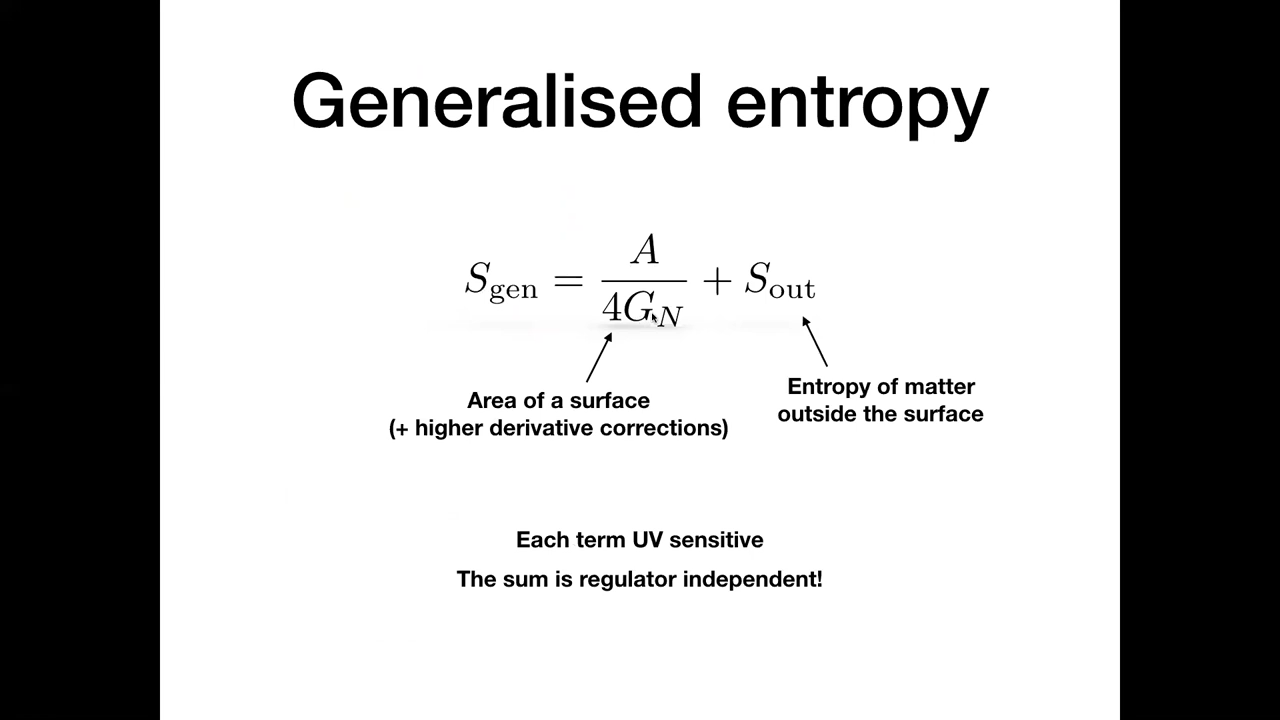 Generalised entropy
S_gen = A / 4G_N + S_out
Area of a surface
(+ higher derivative corrections)
Entropy of matter
outside the surface
Each term UV sensitive
The sum is regulator independent!